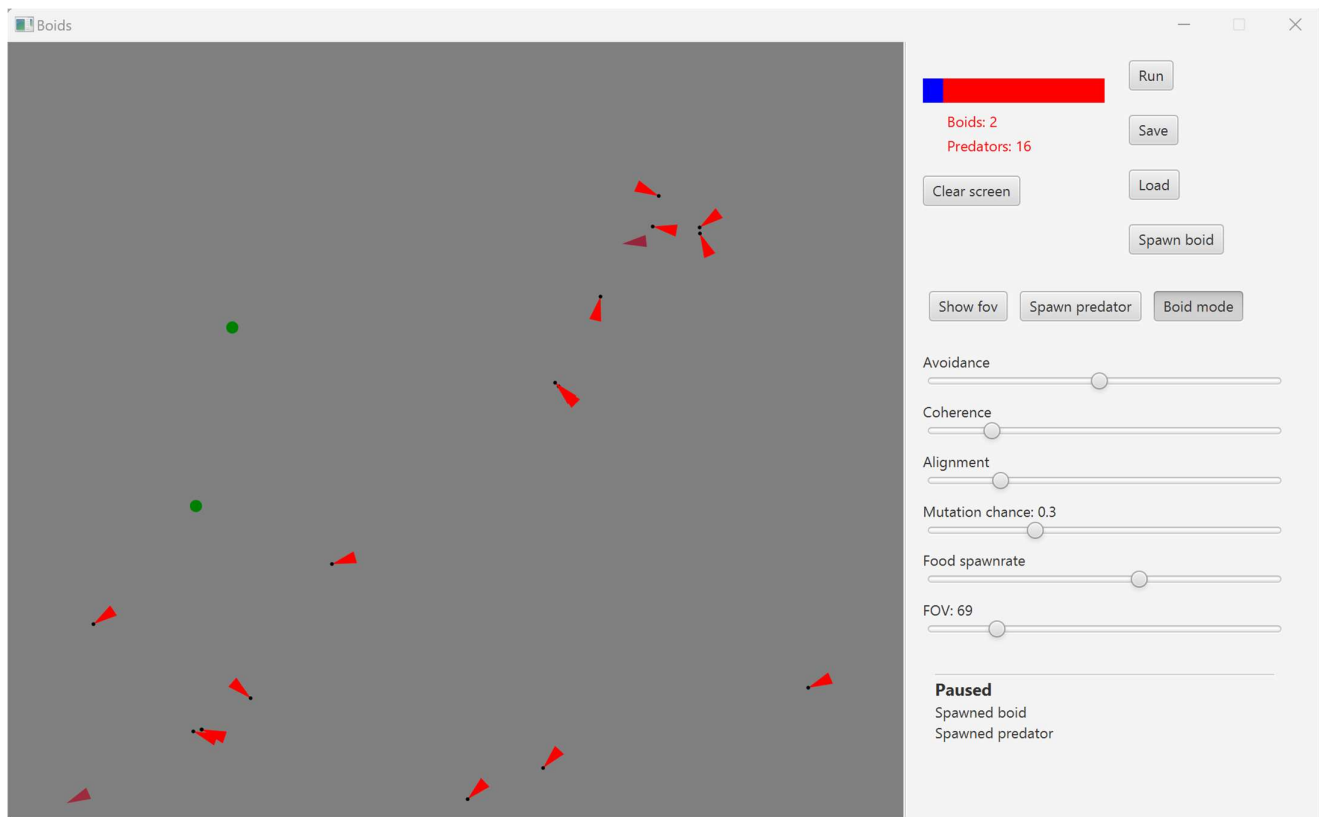 Boids
Run
Boids: 2
Predators: 16
Save
Clear screen
Load
Spawn boid
Show fov
Spawn predator
Boid mode
Avoidance
Coherence
Alignment
Mutation chance: 0.3
Food spawnrate
FOV: 69
Paused
Spawned boid
Spawned predator